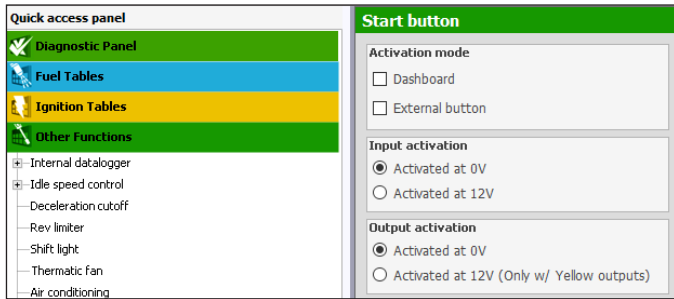 Quick access panel
Diagnostic Panel
Fuel Tables
Ignition Tables
Other Functions
Internal datalogger
Idle speed control
Deceleration cutoff
Rev limiter
Shift light
Thermatic fan
Air conditioning
Start button
Activation mode
Dashboard
External button
Input activation
Activated at 0V
Activated at 12V
Output activation
Activated at 0V
Activated at 12V (Only w/ Yellow outputs)